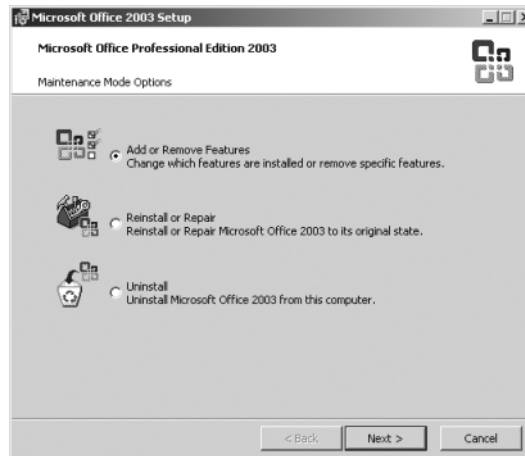 Microsoft Office 2003 Setup
Microsoft Office Professional Edition 2003
Maintenance Mode Options
Add or Remove Features
Change which features are installed or remove specific features.
Reinstall or Repair
Reinstall or Repair Microsoft Office 2003 to its original state.
Uninstall
Uninstall Microsoft Office 2003 from this computer.
< Back
Next >
Cancel